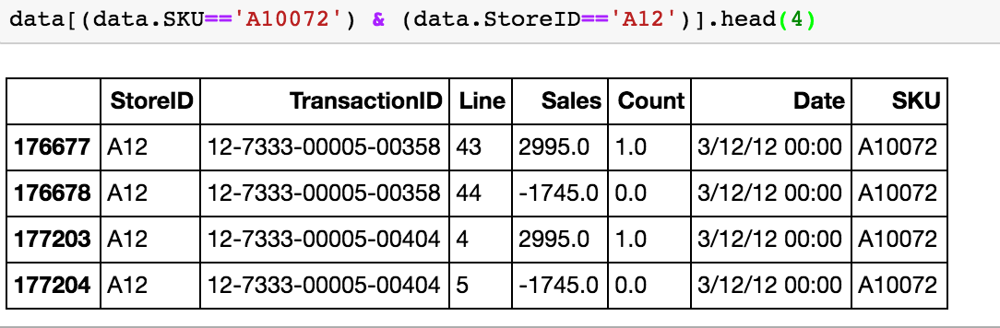 data[(data.SKU=='A10072') & (data.StoreID=='A12')].head(4)
StoreID TransactionID Line Sales Count Date SKU
176677 A12 12-7333-00005-00358 43 2995.0 1.0 3/12/12 00:00 A10072
176678 A12 12-7333-00005-00358 44 -1745.0 0.0 3/12/12 00:00 A10072
177203 A12 12-7333-00005-00404 4 2995.0 1.0 3/12/12 00:00 A10072
177204 A12 12-7333-00005-00404 5 -1745.0 0.0 3/12/12 00:00 A10072